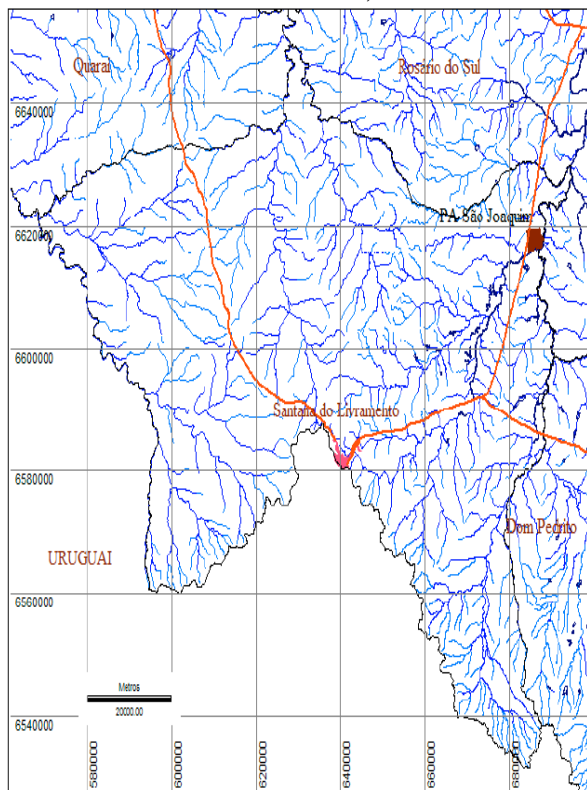 Quaraí
Rosário do Sul
6640000
PA São Joaquim
6620000
6600000
Santana do Livramento
6580000
Dom Pedrito
URUGUAI
6560000
Metros
20000.00
6540000
580000
600000
620000
640000
660000
680000